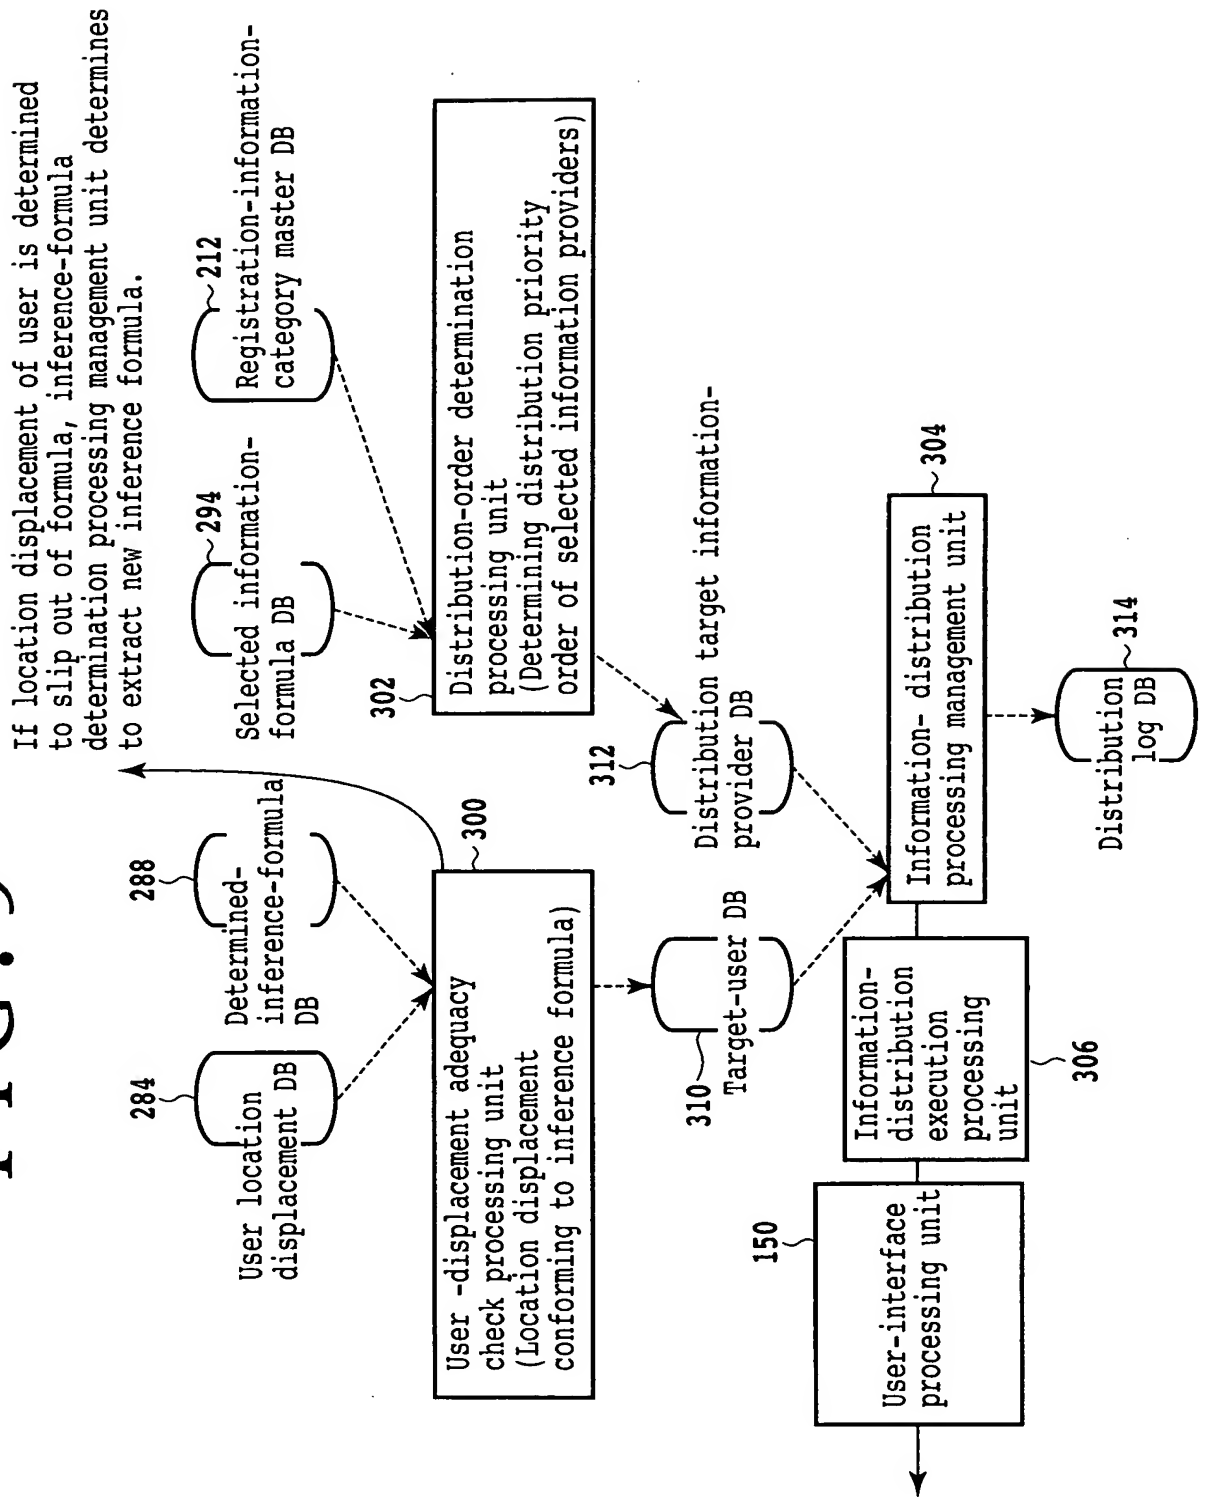 If location displacement of user is determined
to slip out of formula, inference-formula
determination processing management unit determines
to extract new inference formula.
284
User location
displacement DB
288
Determined-
inference-formula
DB
294
Selected information-
formula DB
212
Registration-information-
category master DB
300
User -displacement adequacy
check processing unit
(Location displacement
conforming to inference formula)
302
Distribution-order determination
processing unit
(Determining distribution priority
order of selected information providers)
310
Target-user DB
312
Distribution target information-
provider DB
150
User-interface
processing unit
306
Information-
distribution
execution
processing
unit
304
Information- distribution
processing management unit
314
Distribution
log DB